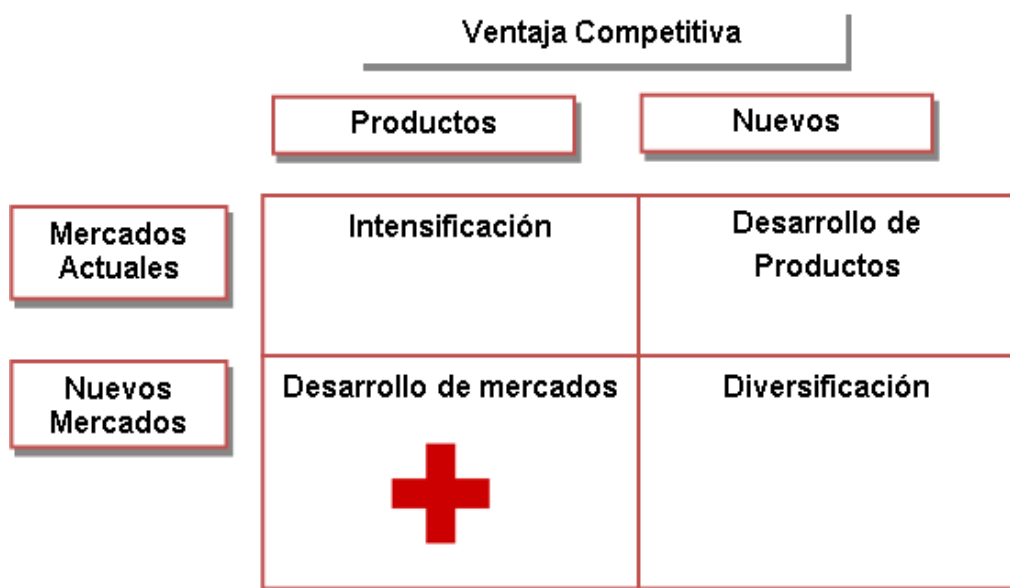 Ventaja Competitiva
Productos
Nuevos
Mercados
Actuales
Intensificación
Desarrollo de
Productos
Nuevos
Mercados
Desarrollo de mercados
Diversificación